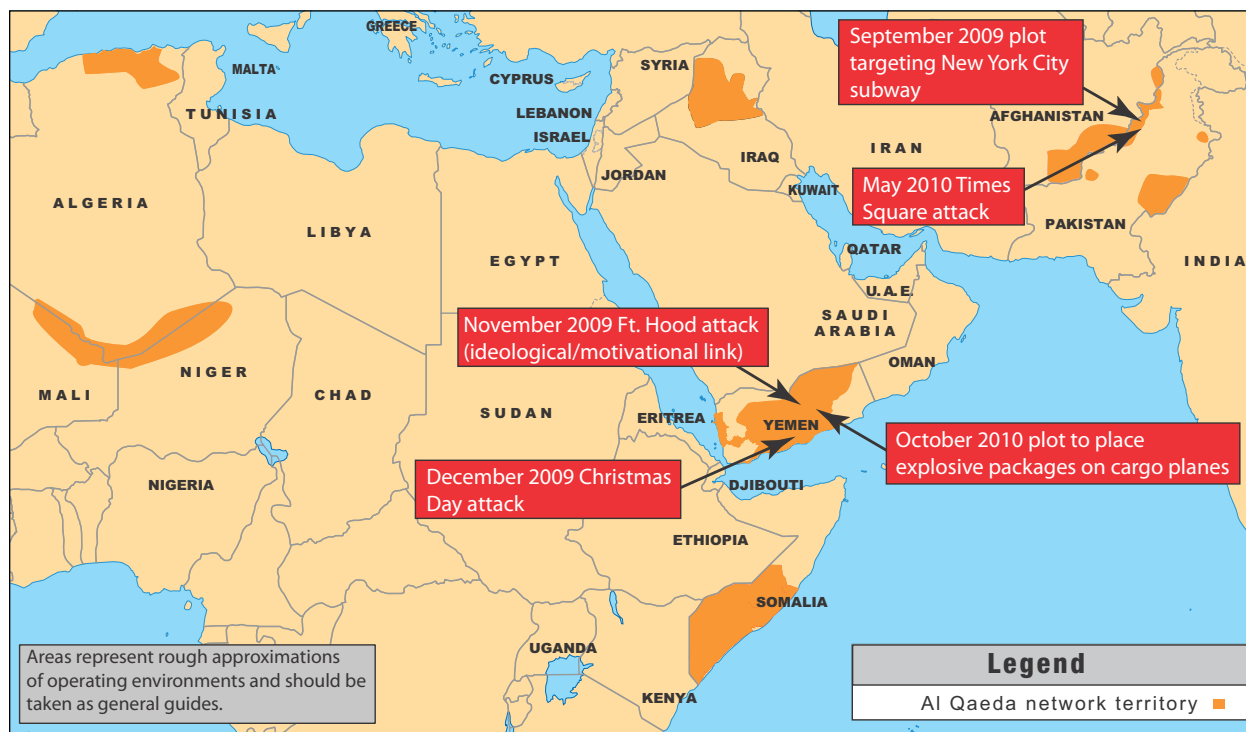 GREECE
MALTA
CYPRUS
SYRIA
TUNISIA
LEBANON
ISRAEL
September 2009 plot
targeting New York City
subway
AFGHANISTAN
IRAQ
IRAN
JORDAN
KUWAIT
May 2010 Times
Square attack
ALGERIA
LIBYA
EGYPT
PAKISTAN
QATAR
INDIA
U.A.E.
SAUDI
ARABIA
November 2009 Ft. Hood attack
(ideological/motivational link)
OMAN
NIGER
MALI
CHAD
SUDAN
ERITREA
YEMEN
October 2010 plot to place
explosive packages on cargo planes
NIGERIA
December 2009 Christmas
Day attack
DJIBOUTI
ETHIOPIA
SOMALIA
UGANDA
KENYA
Areas represent rough approximations
of operating environments and should be
taken as general guides.
Legend
Al Qaeda network territory